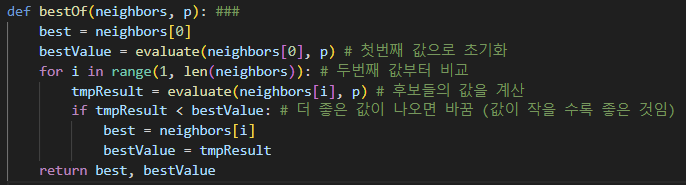 def bestOf(neighbors, p): ###
    best = neighbors[0]
    bestValue = evaluate(neighbors[0], p) # 첫번째 값으로 초기화
    for i in range(1, len(neighbors)): # 두번째 값부터 비교
        tmpResult = evaluate(neighbors[i], p) # 후보들의 값을 계산
        if tmpResult < bestValue: # 더 좋은 값이 나오면 바꿈 (값이 작을 수록 좋은 것임)
            best = neighbors[i]
            bestValue = tmpResult
    return best, bestValue